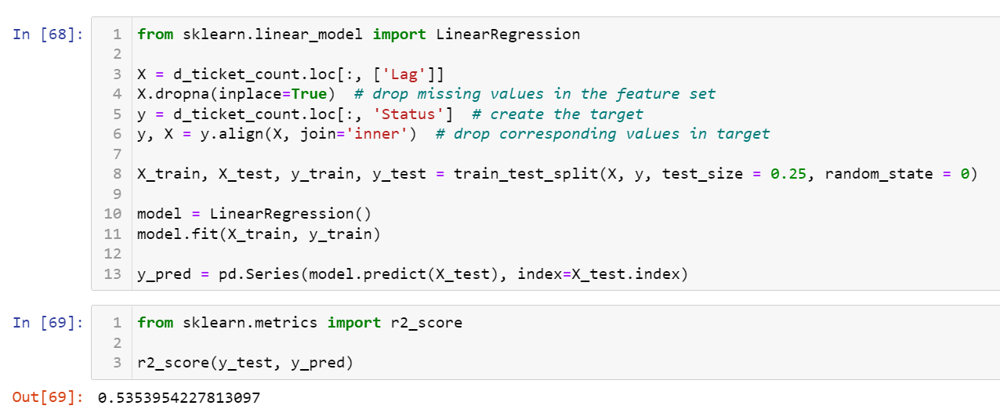 In [68]:
1 from sklearn.linear_model import LinearRegression
2
3 X = d_ticket_count.loc[:, ['Lag']]
4 X.dropna(inplace=True)  # drop missing values in the feature set
5 y = d_ticket_count.loc[:, 'Status']  # create the target
6 y, X = y.align(X, join='inner')  # drop corresponding values in target
7
8 X_train, X_test, y_train, y_test = train_test_split(X, y, test_size = 0.25, random_state = 0)
9
10 model = LinearRegression()
11 model.fit(X_train, y_train)
12
13 y_pred = pd.Series(model.predict(X_test), index=X_test.index)
In [69]:
1 from sklearn.metrics import r2_score
2
3 r2_score(y_test, y_pred)
Out[69]: 0.5353954227813097